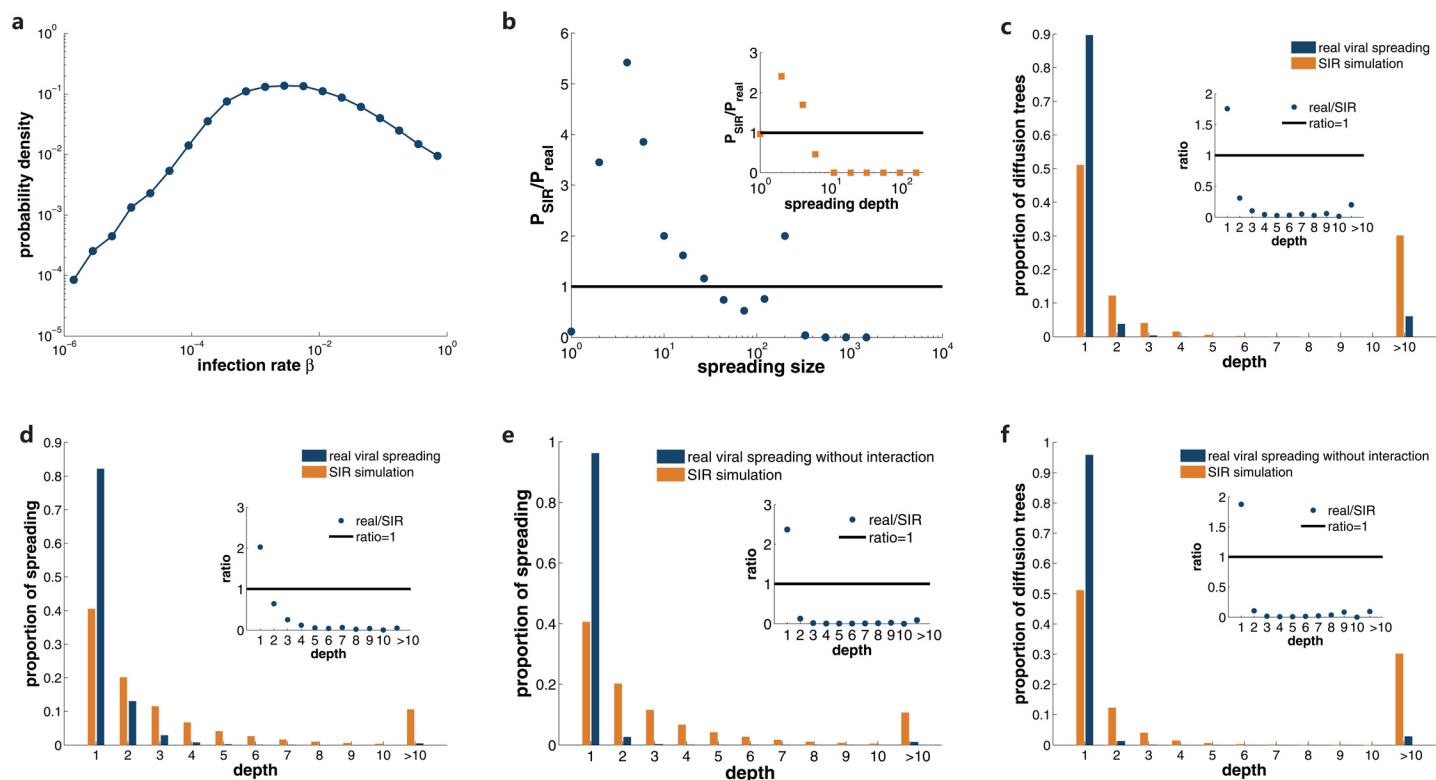 a
10^0
10^-1
10^-2
10^-3
10^-4
10^-5
probability density
10^-6
10^-4
10^-2
10^0
infection rate β
b
6
5
4
3
2
1
0
P_SIR/P_real
10^0
10^1
10^2
10^3
10^4
spreading size
3
2
1
0
P_SIR/P_real
10^0
10^1
10^2
spreading depth
c
0.9
0.8
0.7
0.6
0.5
0.4
0.3
0.2
0.1
0
proportion of diffusion trees
real viral spreading
SIR simulation
2
1.5
1
0.5
0
ratio
real/SIR
ratio=1
1 2 3 4 5 6 7 8 9 10 >10
depth
1 2 3 4 5 6 7 8 9 10 >10
depth
d
0.9
0.8
0.7
0.6
0.5
0.4
0.3
0.2
0.1
0
proportion of spreading
real viral spreading
SIR simulation
3
2
1
0
ratio
real/SIR
ratio=1
1 2 3 4 5 6 7 8 9 10 >10
depth
1 2 3 4 5 6 7 8 9 10 >10
depth
e
1
0.8
0.6
0.4
0.2
0
proportion of spreading
real viral spreading without interaction
SIR simulation
3
2
1
0
ratio
real/SIR
ratio=1
1 2 3 4 5 6 7 8 9 10 >10
depth
1 2 3 4 5 6 7 8 9 10 >10
depth
f
1
0.9
0.8
0.7
0.6
0.5
0.4
0.3
0.2
0.1
0
proportion of diffusion trees
real viral spreading without interaction
SIR simulation
2
1.5
1
0.5
0
ratio
real/SIR
ratio=1
1 2 3 4 5 6 7 8 9 10 >10
depth
1 2 3 4 5 6 7 8 9 10 >10
depth